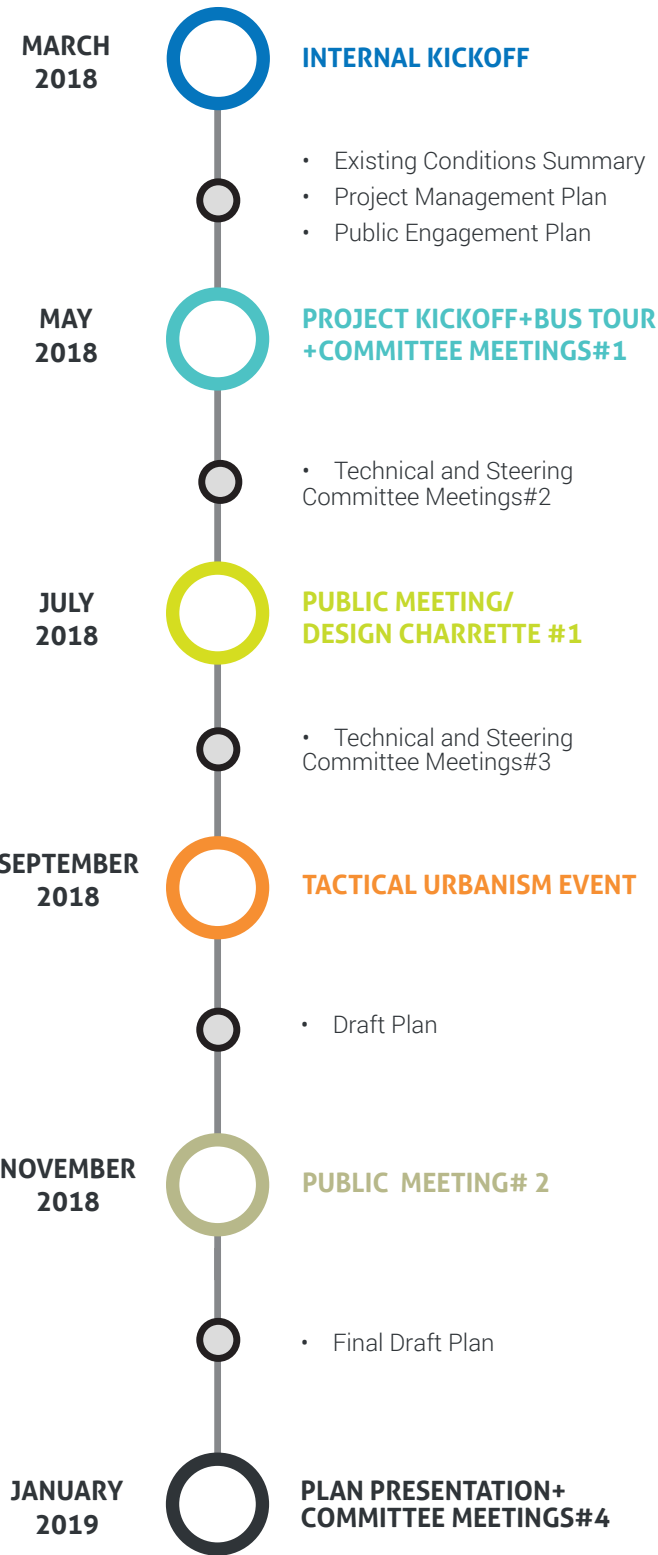 MARCH
2018
INTERNAL KICKOFF
• Existing Conditions Summary
• Project Management Plan
• Public Engagement Plan
MAY
2018
PROJECT KICKOFF+BUS TOUR
+COMMITTEE MEETINGS#1
• Technical and Steering
Committee Meetings#2
JULY
2018
PUBLIC MEETING/
DESIGN CHARRETTE #1
• Technical and Steering
Committee Meetings#3
SEPTEMBER
2018
TACTICAL URBANISM EVENT
• Draft Plan
NOVEMBER
2018
PUBLIC MEETING# 2
• Final Draft Plan
JANUARY
2019
PLAN PRESENTATION+
COMMITTEE MEETINGS#4